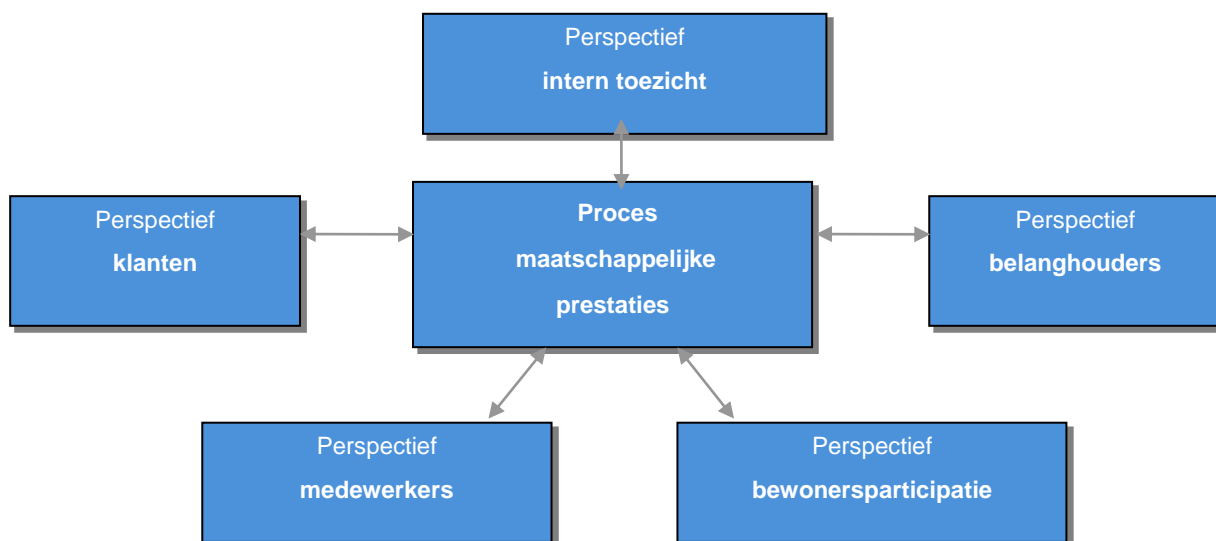 Perspectief
intern toezicht
Perspectief
klanten
Proces
maatschappelijke
prestaties
Perspectief
belanghouders
Perspectief
medewerkers
Perspectief
bewonersparticipatie